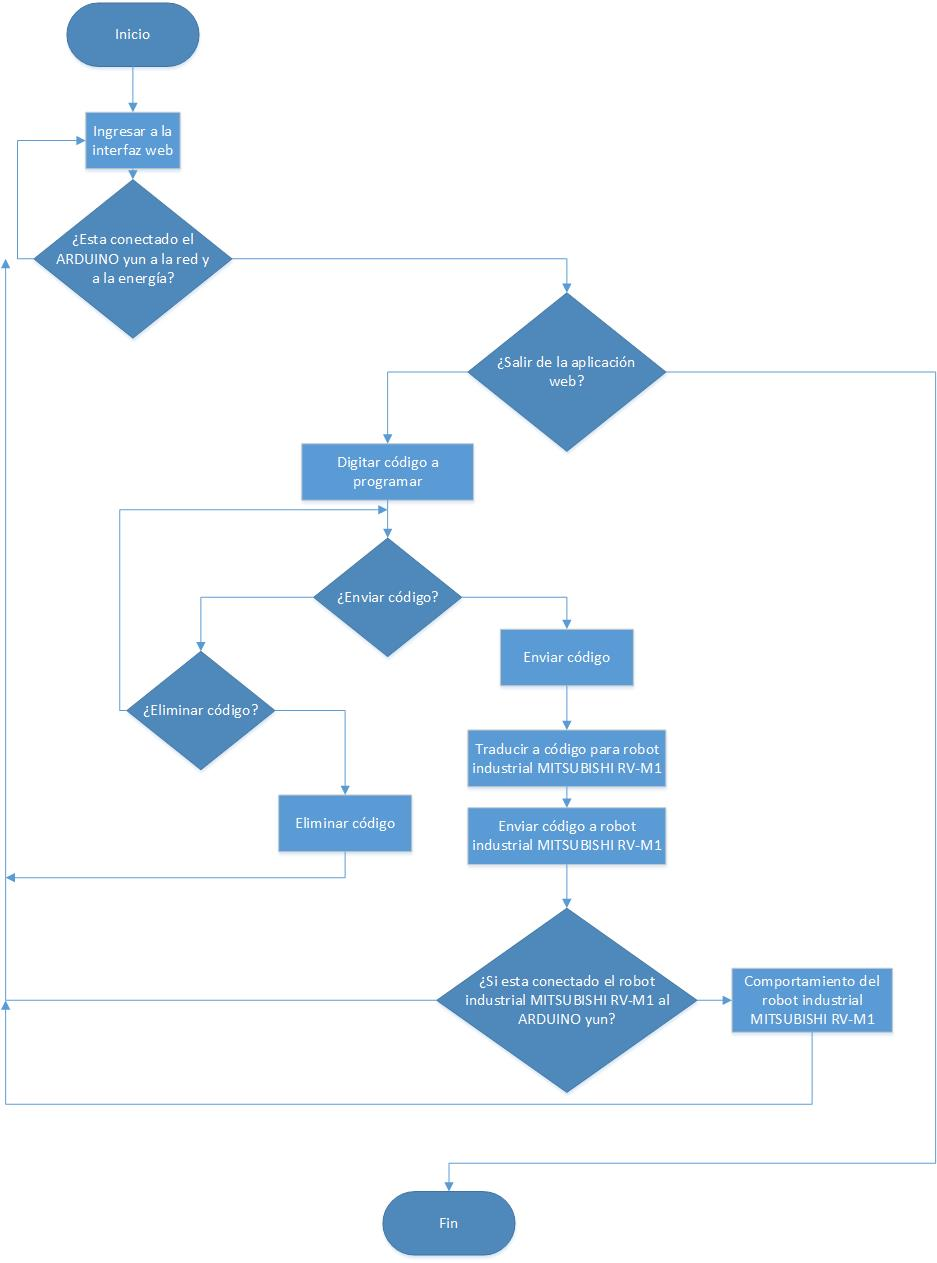 Inicio
Ingresar a la
interfaz web
¿Esta conectado el
ARDUINO yun a la red y
a la energía?
¿Salir de la aplicación
web?
Digitar código a
programar
¿Enviar código?
Enviar código
¿Eliminar código?
Traducir a código para robot
industrial MITSUBISHI RV-M1
Eliminar código
Enviar código a robot
industrial MITSUBISHI RV-M1
¿Si esta conectado el robot
industrial MITSUBISHI RV-M1 al
ARDUINO yun?
Comportamiento del
robot industrial
MITSUBISHI RV-M1
Fin